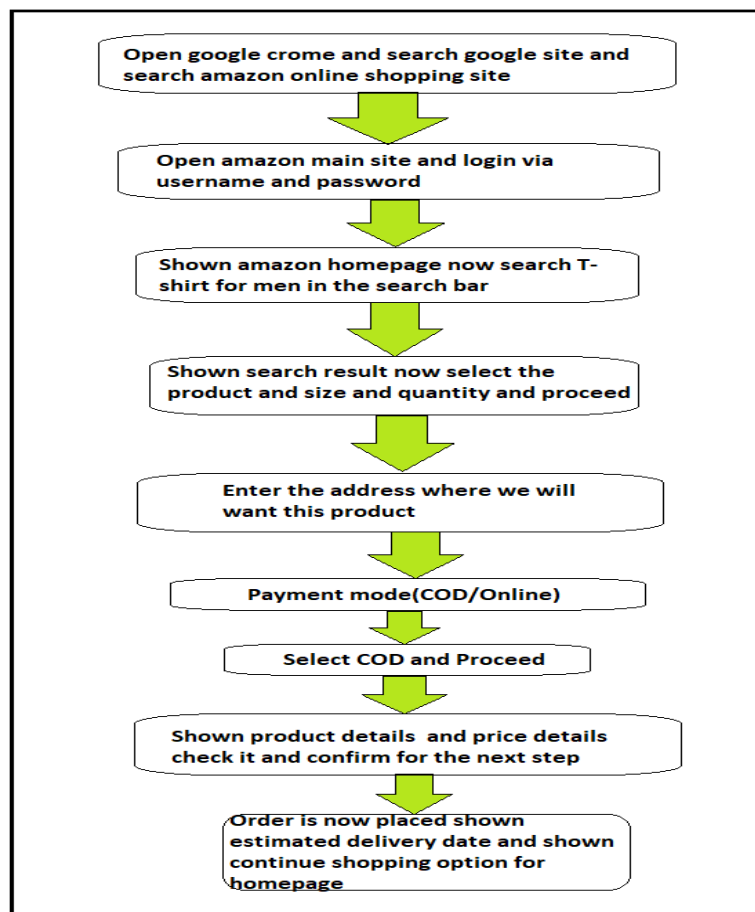 Open google crome and search google site and
search amazon online shopping site
Open amazon main site and login via
username and password
Shown amazon homepage now search T-
shirt for men in the search bar
Shown search result now select the
product and size and quantity and proceed
Enter the address where we will
want this product
Payment mode(COD/Online)
Select COD and Proceed
Shown product details and price details
check it and confirm for the next step
Order is now placed shown
estimated delivery date and shown
continue shopping option for
homepage